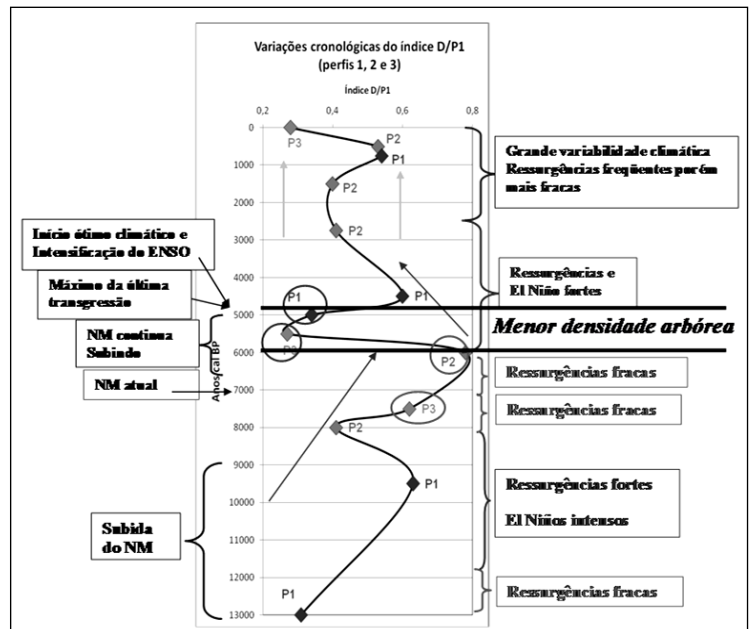 Variações cronológicas do índice D/P1
(perfis 1, 2 e 3)
Índice D/P1
0,2
0,4
0,6
0,8
0
1000
2000
3000
4000
5000
6000
7000
8000
9000
10000
11000
12000
13000
Anos cal BP
P3
P2
P1
P2
P2
P1
P1
P2
P3
P2
P1
P1
Início ótimo climático e
Intensificação do ENSO
Máximo da última
transgressão
NM continua
Subindo
NM atual
Subida
do NM
Grande variabilidade climática
Ressurgências freqüentes porém
mais fracas
Ressurgências e
El Niño fortes
Menor densidade arbórea
Ressurgências fracas
Ressurgências fracas
Ressurgências fortes
El Niños intensos
Ressurgências fracas